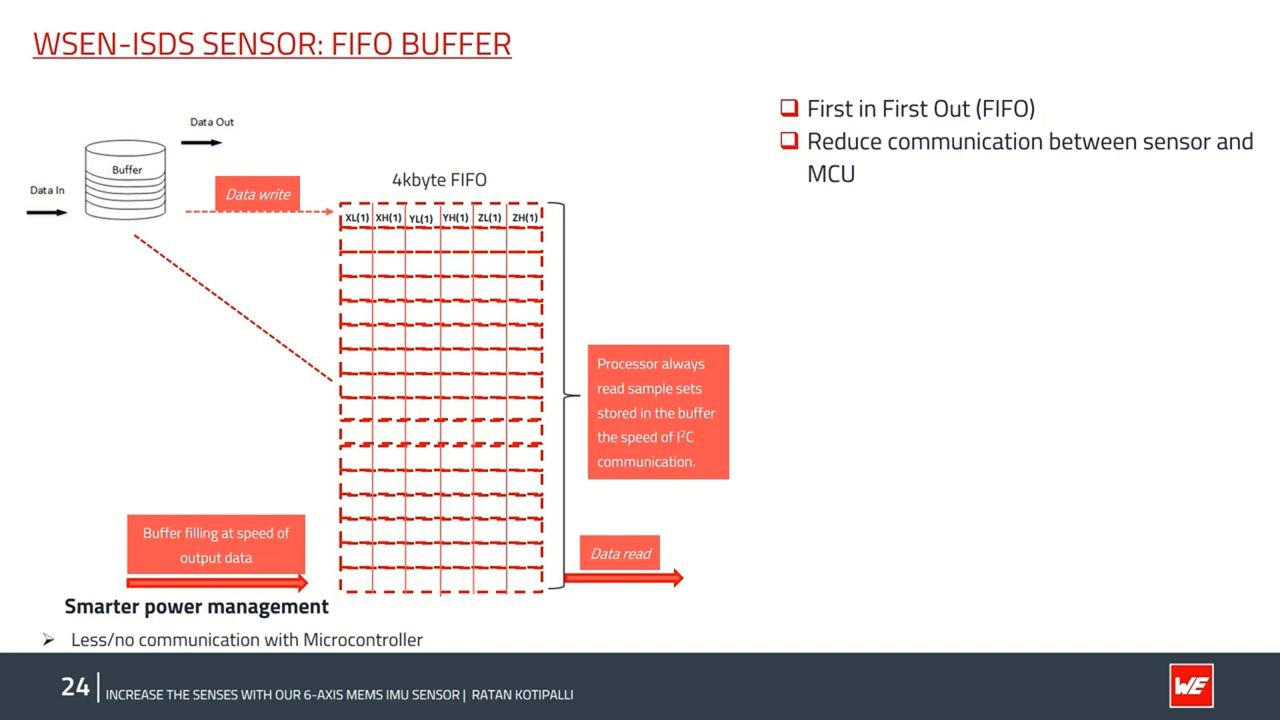 WSEN-ISDS SENSOR: FIFO BUFFER
Data Out
Buffer
Data In
Data write
4kbyte FIFO
XL(1) XH(1) YL(1) YH(1) ZL(1) ZH(1)
First in First Out (FIFO)
Reduce communication between sensor and
MCU
Processor always
read sample sets
stored in the buffer
the speed of I²C
communication.
Buffer filling at speed of
output data
Data read
Smarter power management
Less/no communication with Microcontroller
24 INCREASE THE SENSES WITH OUR 6-AXIS MEMS IMU SENSOR | RATAN KOTIPALLI
WE